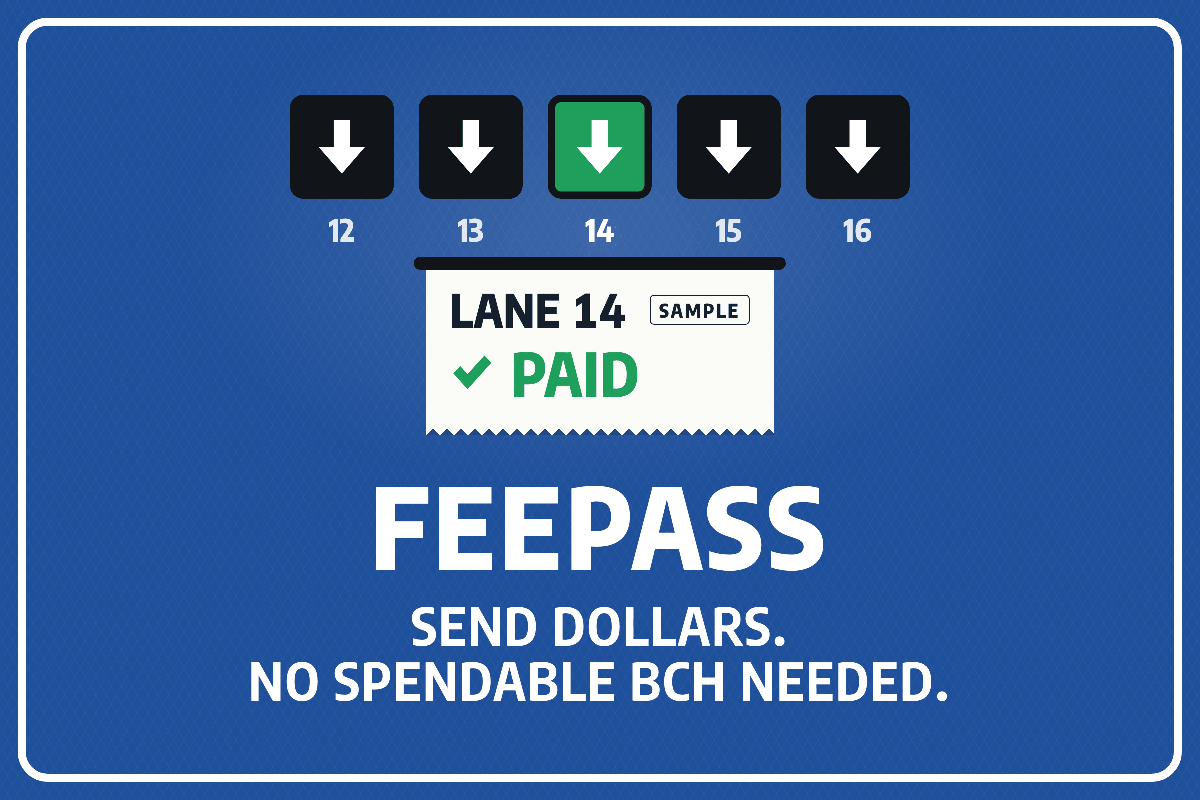 12 13 14 15 16
LANE 14 SAMPLE
PAID
FEEPASS
SEND DOLLARS.
NO SPENDABLE BCH NEEDED.